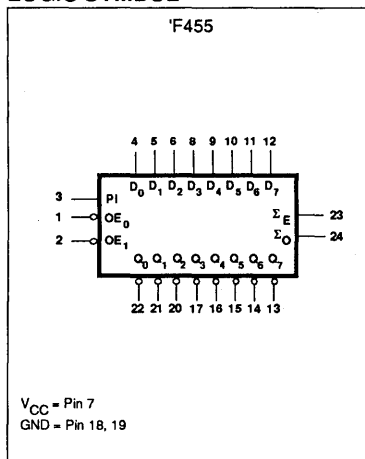 'F455
4 5 6 8 9 10 11 12
D0 D1 D2 D3 D4 D5 D6 D7
3 PI
1 OE0
2 OE1
ΣE 23
ΣO 24
Q0 Q1 Q2 Q3 Q4 Q5 Q6 Q7
22 21 20 17 16 15 14 13
VCC = Pin 7
GND = Pin 18, 19